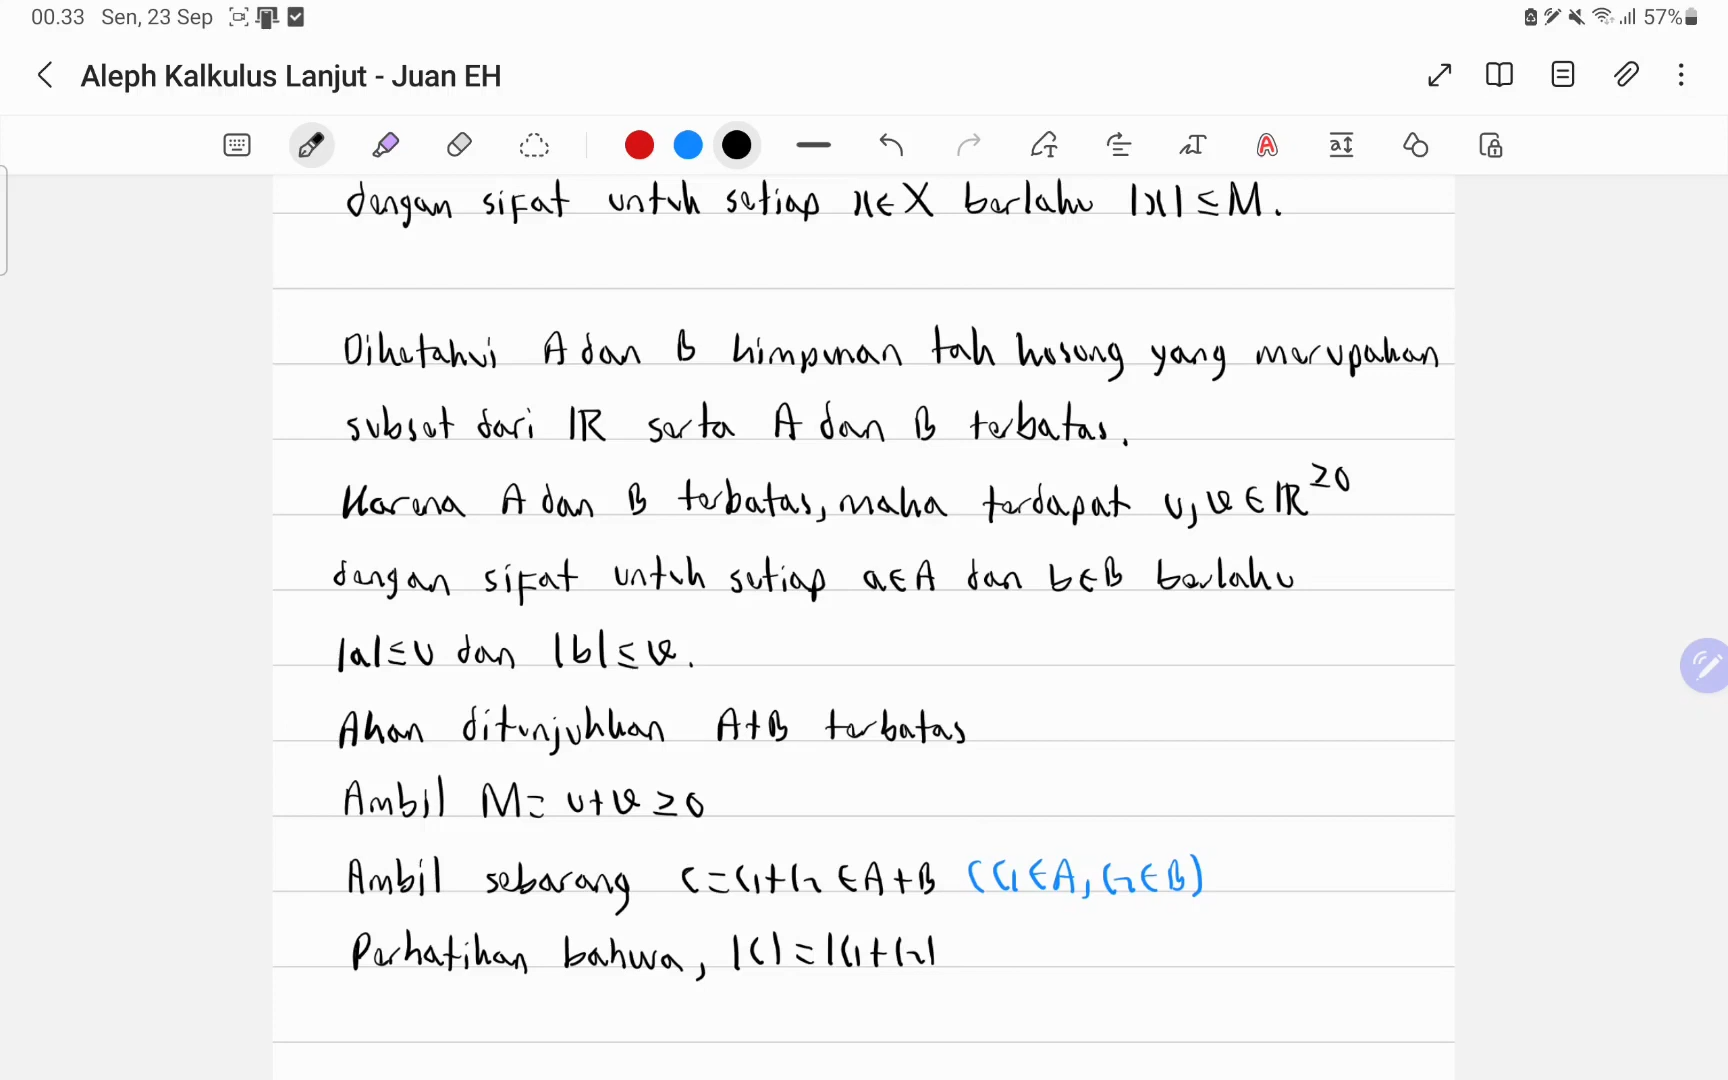 00.33 Sen, 23 Sep 57%
Aleph Kalkulus Lanjut - Juan EH
dengan sifat untuk setiap x∈X berlaku |x| ≤ M.
Diketahui A dan B himpunan tak kosong yang merupakan
subset dari ℝ serta A dan B terbatas.
Karena A dan B terbatas, maka terdapat u, v ∈ ℝ^≥0
dengan sifat untuk setiap a∈A dan b∈B berlaku
|a| ≤ u dan |b| ≤ v.
Akan ditunjukkan A+B terbatas
Ambil M = u+v ≥ 0
Ambil sebarang c = c₁+c₂ ∈ A+B (c₁∈A, c₂∈B)
Perhatikan bahwa, |c| = |c₁+c₂|